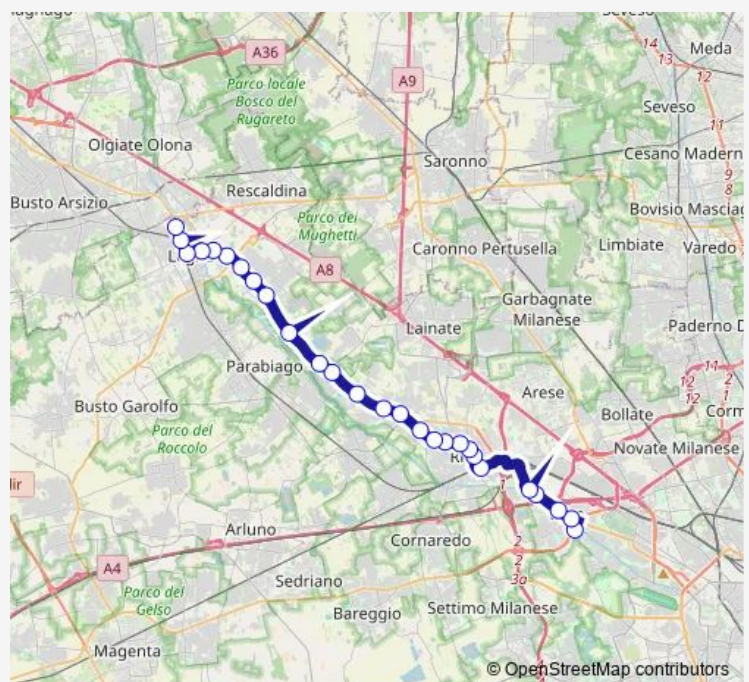 A36
Meda
14
13
12
A9
Parco locale
Bosco del
Rugareto
Seveso
11
Olgiate Olona
Saronno
Cesano Madern
9
8
Busto Arsizio
Rescaldina
Parco dei
Mughetti
Bovisio Masciag
Caronno Pertusella
Limbiate
Varedo
A8
Garbagnate
Milanese
Lainate
Paderno D
Parabiago
11
2
1
12
12
Arese
Busto Garolfo
Bollate
Corm
Parco del
Roccolo
Novate Milanese
1
Arluno
Cornaredo
2
2
3a
A4
Sedriano
Parco del
Gelso
Bareggio
Settimo Milanese
Magenta
© OpenStreetMap contributors